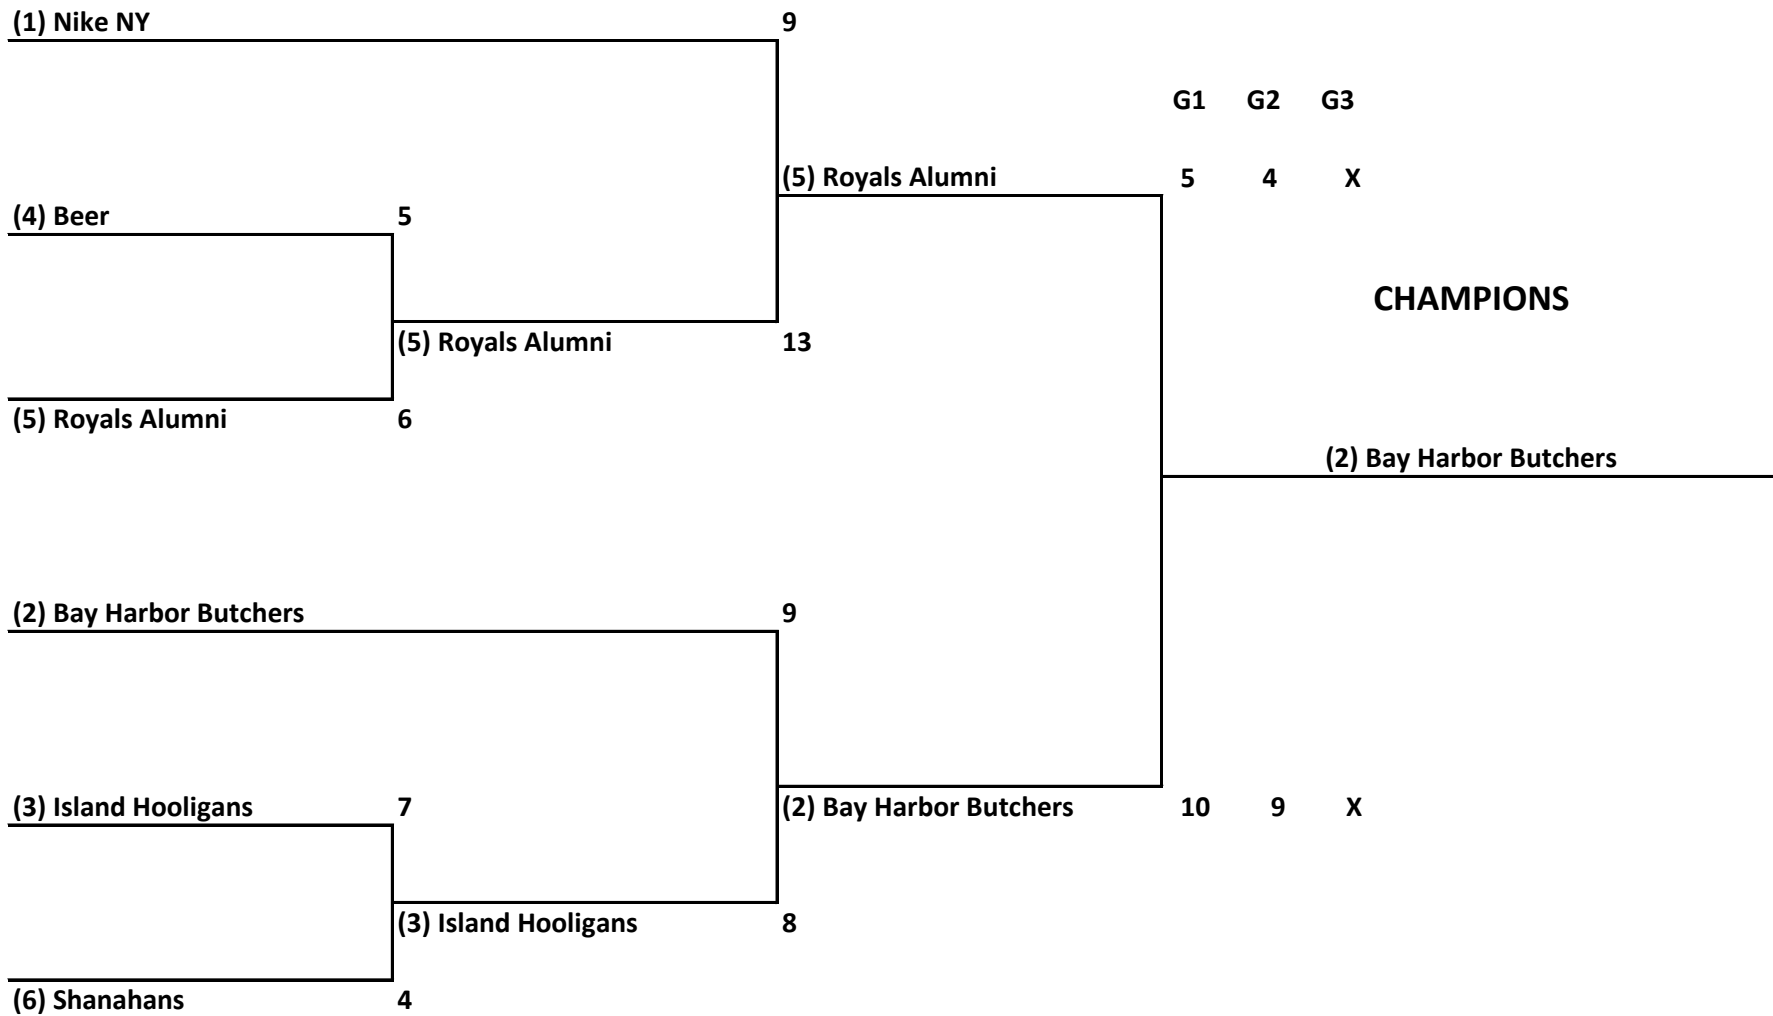 (1) Nike NY 9
G1 G2 G3
(5) Royals Alumni 5 4 X
(4) Beer 5
CHAMPIONS
(5) Royals Alumni 13
(5) Royals Alumni 6
(2) Bay Harbor Butchers
(2) Bay Harbor Butchers 9
(3) Island Hooligans 7
(2) Bay Harbor Butchers 10 9 X
(3) Island Hooligans 8
(6) Shanahans 4